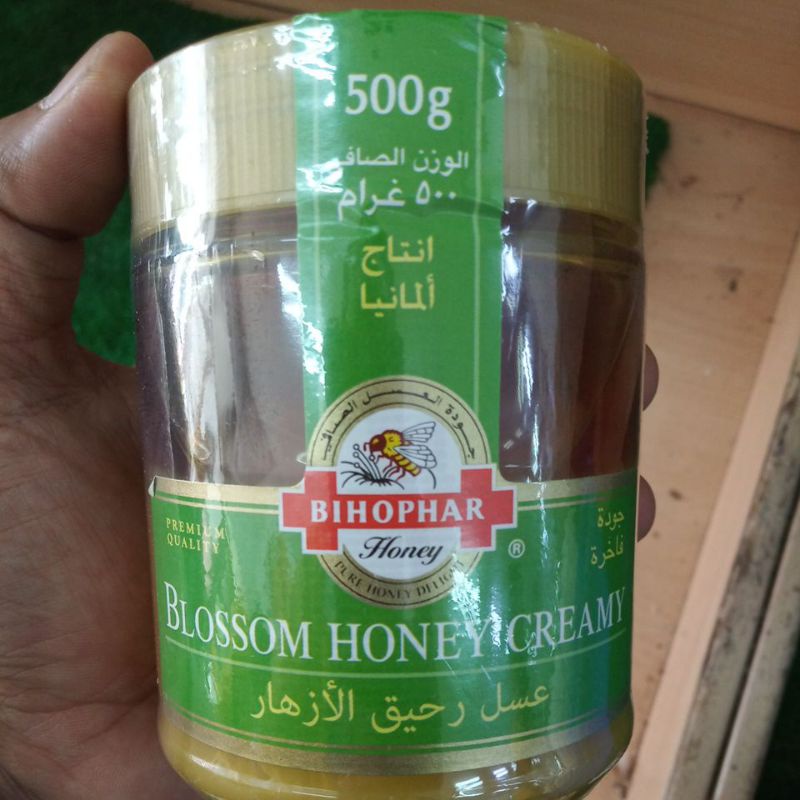 500g
الوزن الصافي
٥٠٠ غرام
انتاج
ألمانيا
جودة العسل الصافي
BIHOPHAR
Honey
®
PURE HONEY DELIGHT
PREMIUM
QUALITY
جودة
فاخرة
BLOSSOM HONEY CREAMY
عسل رحيق الأزهار